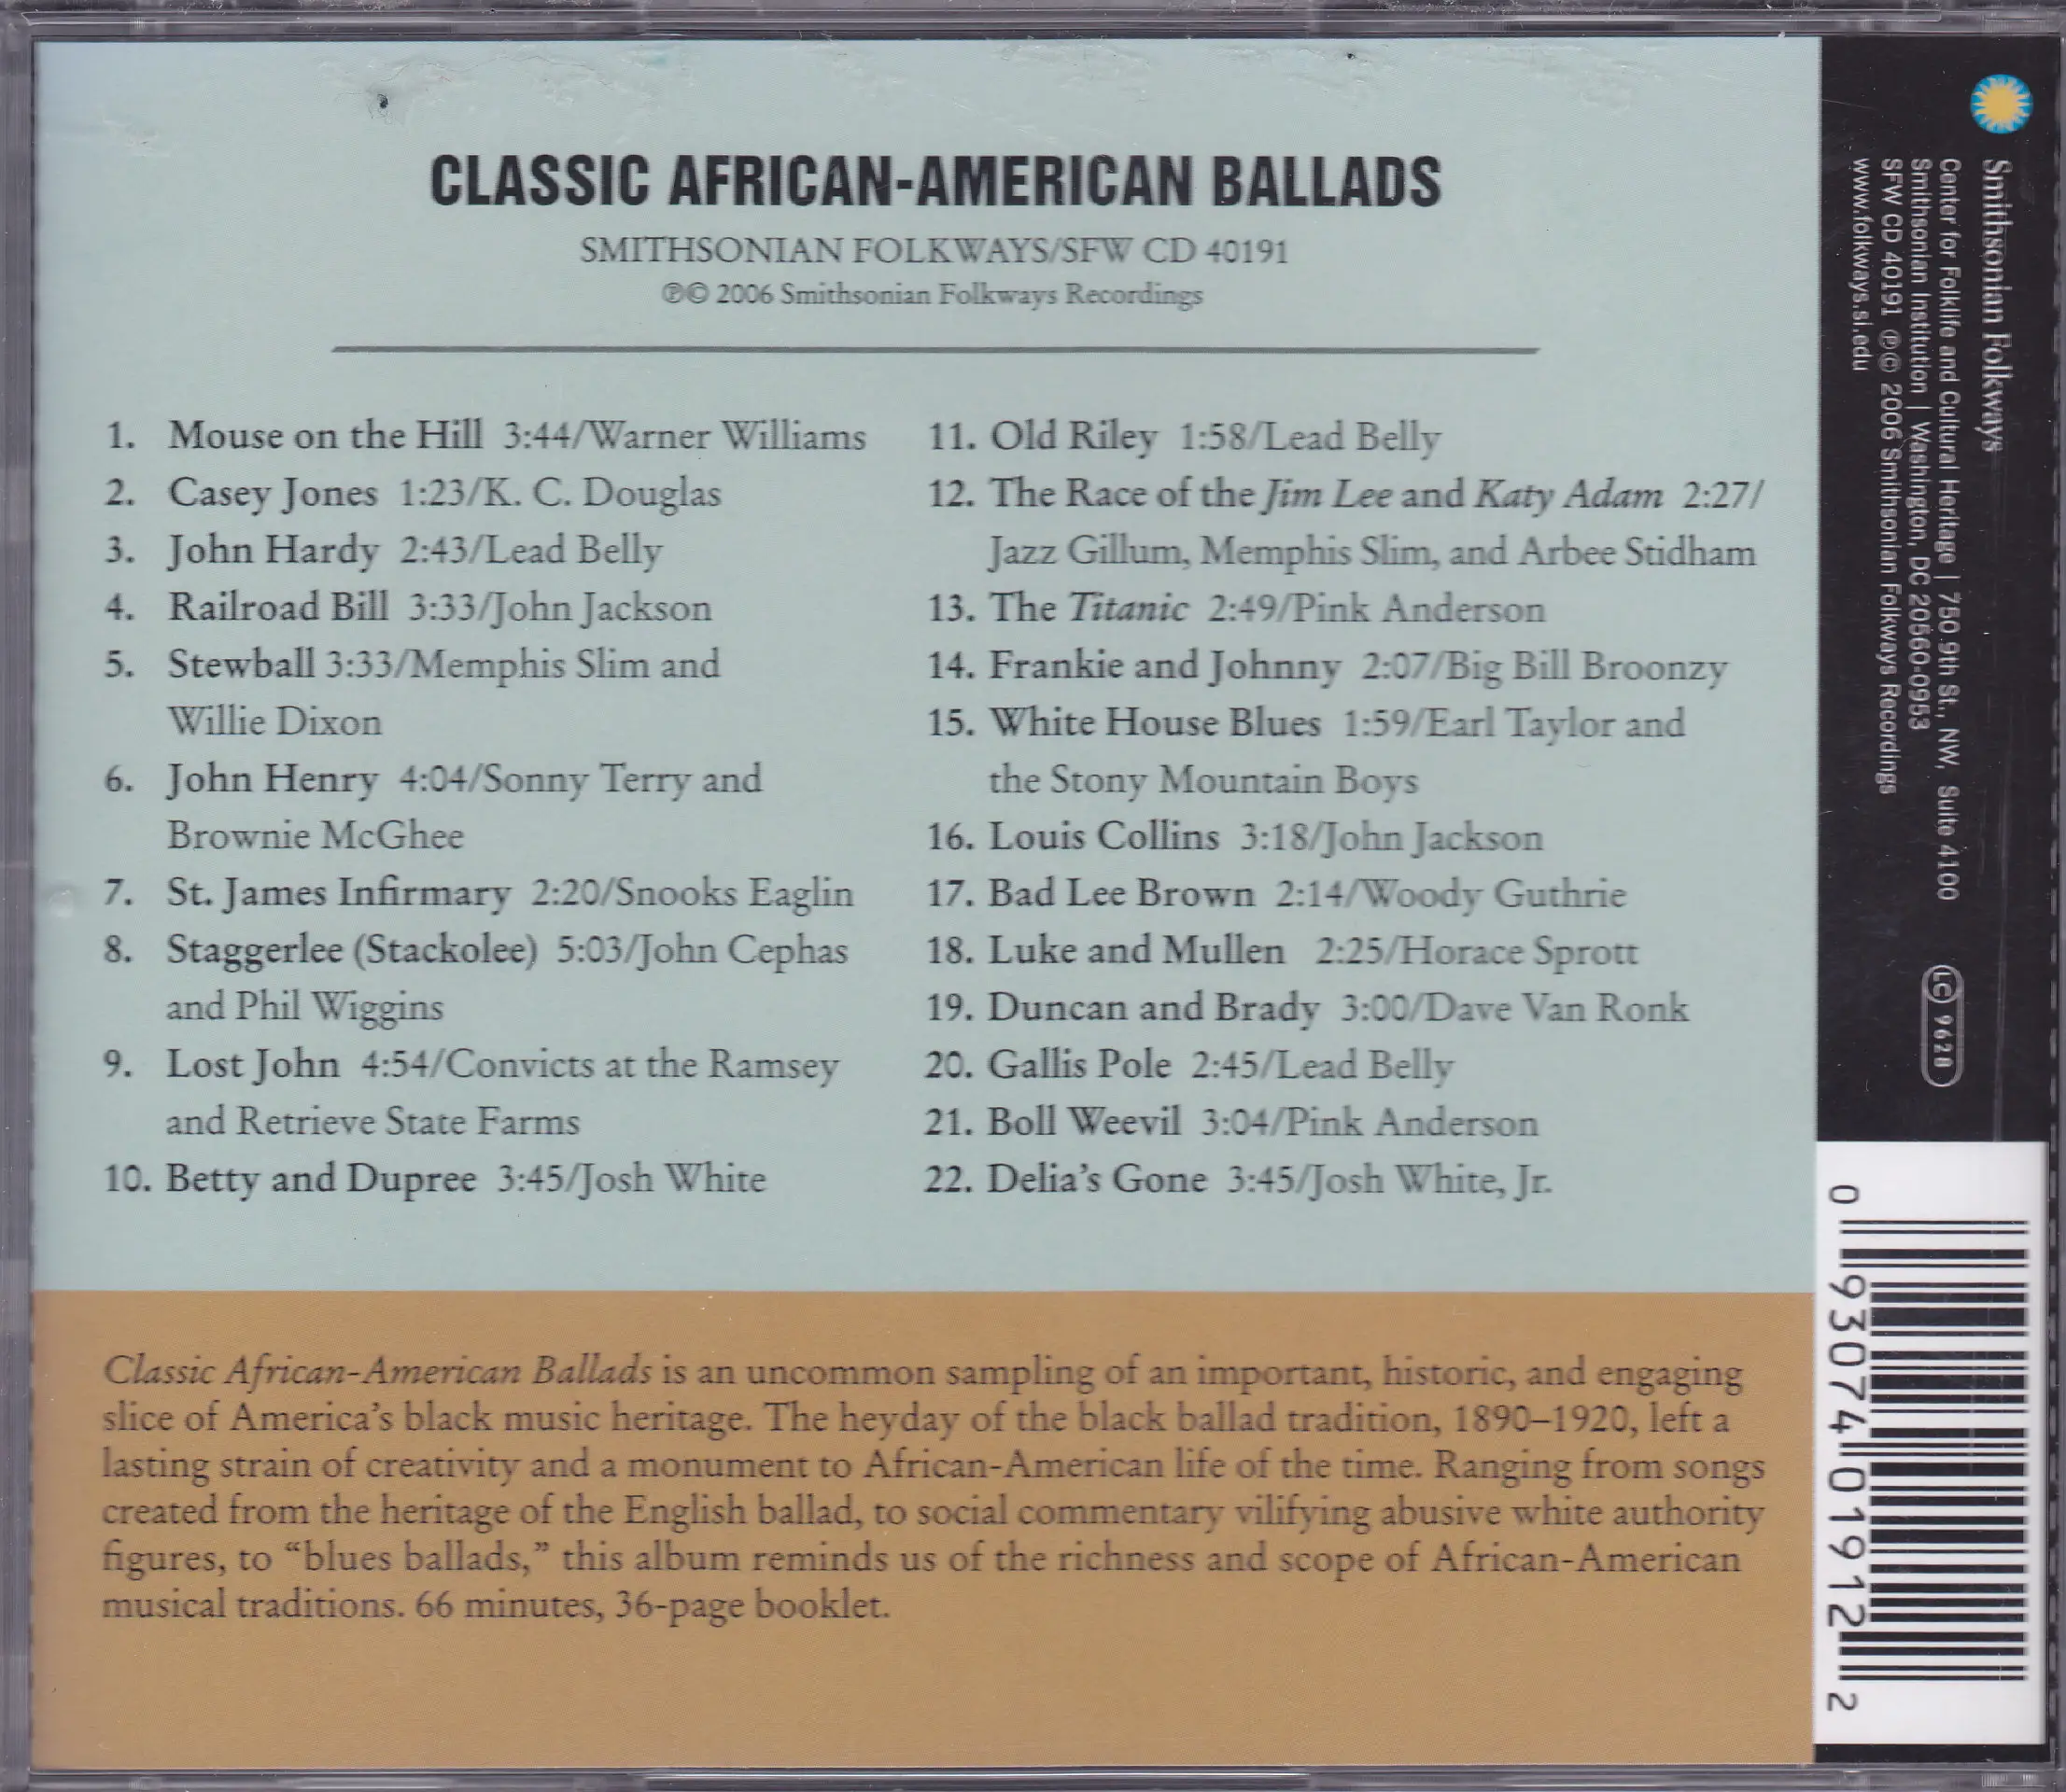 CLASSIC AFRICAN-AMERICAN BALLADS
SMITHSONIAN FOLKWAYS/SFW CD 40191
℗© 2006 Smithsonian Folkways Recordings
1. Mouse on the Hill 3:44/Warner Williams
2. Casey Jones 1:23/K. C. Douglas
3. John Hardy 2:43/Lead Belly
4. Railroad Bill 3:33/John Jackson
5. Stewball 3:33/Memphis Slim and
Willie Dixon
6. John Henry 4:04/Sonny Terry and
Brownie McGhee
7. St. James Infirmary 2:20/Snooks Eaglin
8. Staggerlee (Stackolee) 5:03/John Cephas
and Phil Wiggins
9. Lost John 4:54/Convicts at the Ramsey
and Retrieve State Farms
10. Betty and Dupree 3:45/Josh White
11. Old Riley 1:58/Lead Belly
12. The Race of the Jim Lee and Katy Adam 2:27/
Jazz Gillum, Memphis Slim, and Arbee Stidham
13. The Titanic 2:49/Pink Anderson
14. Frankie and Johnny 2:07/Big Bill Broonzy
15. White House Blues 1:59/Earl Taylor and
the Stony Mountain Boys
16. Louis Collins 3:18/John Jackson
17. Bad Lee Brown 2:14/Woody Guthrie
18. Luke and Mullen 2:25/Horace Sprott
19. Duncan and Brady 3:00/Dave Van Ronk
20. Gallis Pole 2:45/Lead Belly
21. Boll Weevil 3:04/Pink Anderson
22. Delia's Gone 3:45/Josh White, Jr.
Classic African-American Ballads is an uncommon sampling of an important, historic, and engaging
slice of America's black music heritage. The heyday of the black ballad tradition, 1890–1920, left a
lasting strain of creativity and a monument to African-American life of the time. Ranging from songs
created from the heritage of the English ballad, to social commentary vilifying abusive white authority
figures, to "blues ballads," this album reminds us of the richness and scope of African-American
musical traditions. 66 minutes, 36-page booklet.
Smithsonian Folkways
Center for Folklife and Cultural Heritage | 750 9th St., NW, Suite 4100
Smithsonian Institution | Washington, DC 20560-0953
SFW CD 40191 ℗© 2006 Smithsonian Folkways Recordings
www.folkways.si.edu
LC 9628
0 93074 01912 2